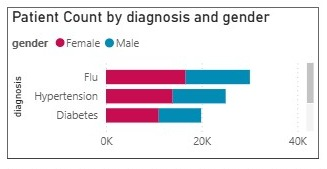 Patient Count by diagnosis and gender
gender Female Male
diagnosis
Flu
Hypertension
Diabetes
0K 20K 40K